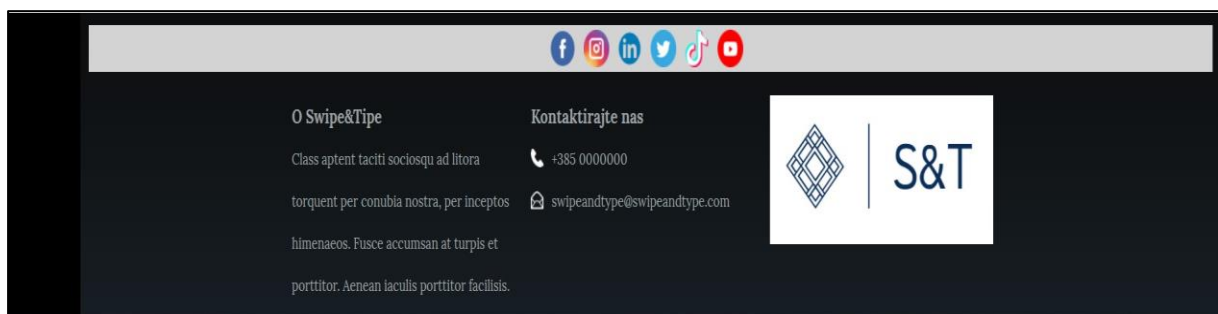 O Swipe&Tipe
Class aptent taciti sociosqu ad litora
torquent per conubia nostra, per inceptos
himenaeos. Fusce accumsan at turpis et
porttitor. Aenean iaculis porttitor facilisis.
Kontaktirajte nas
+385 0000000
swipeandtype@swipeandtype.com
S&T